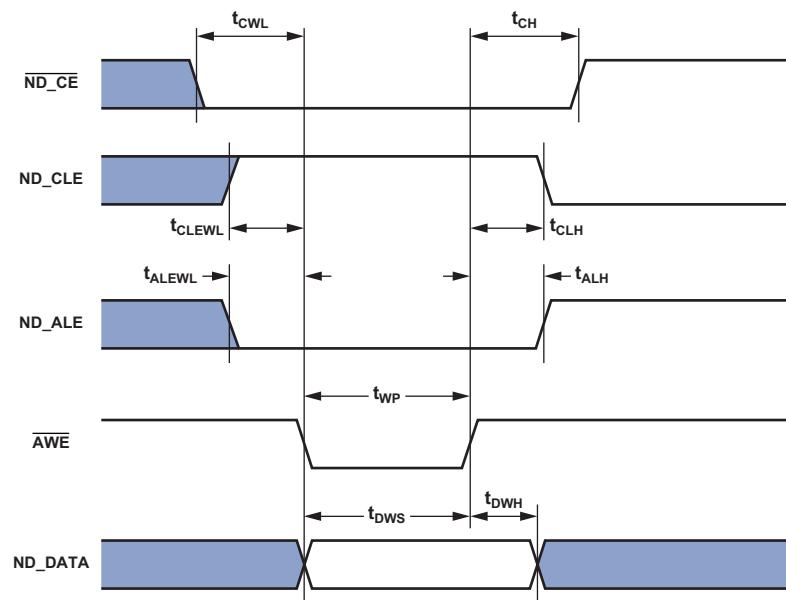 tCWL tCH
ND_CE
ND_CLE
tCLEWL tCLH
tALEWL tALH
ND_ALE
tWP
AWE
tDWS tDWH
ND_DATA